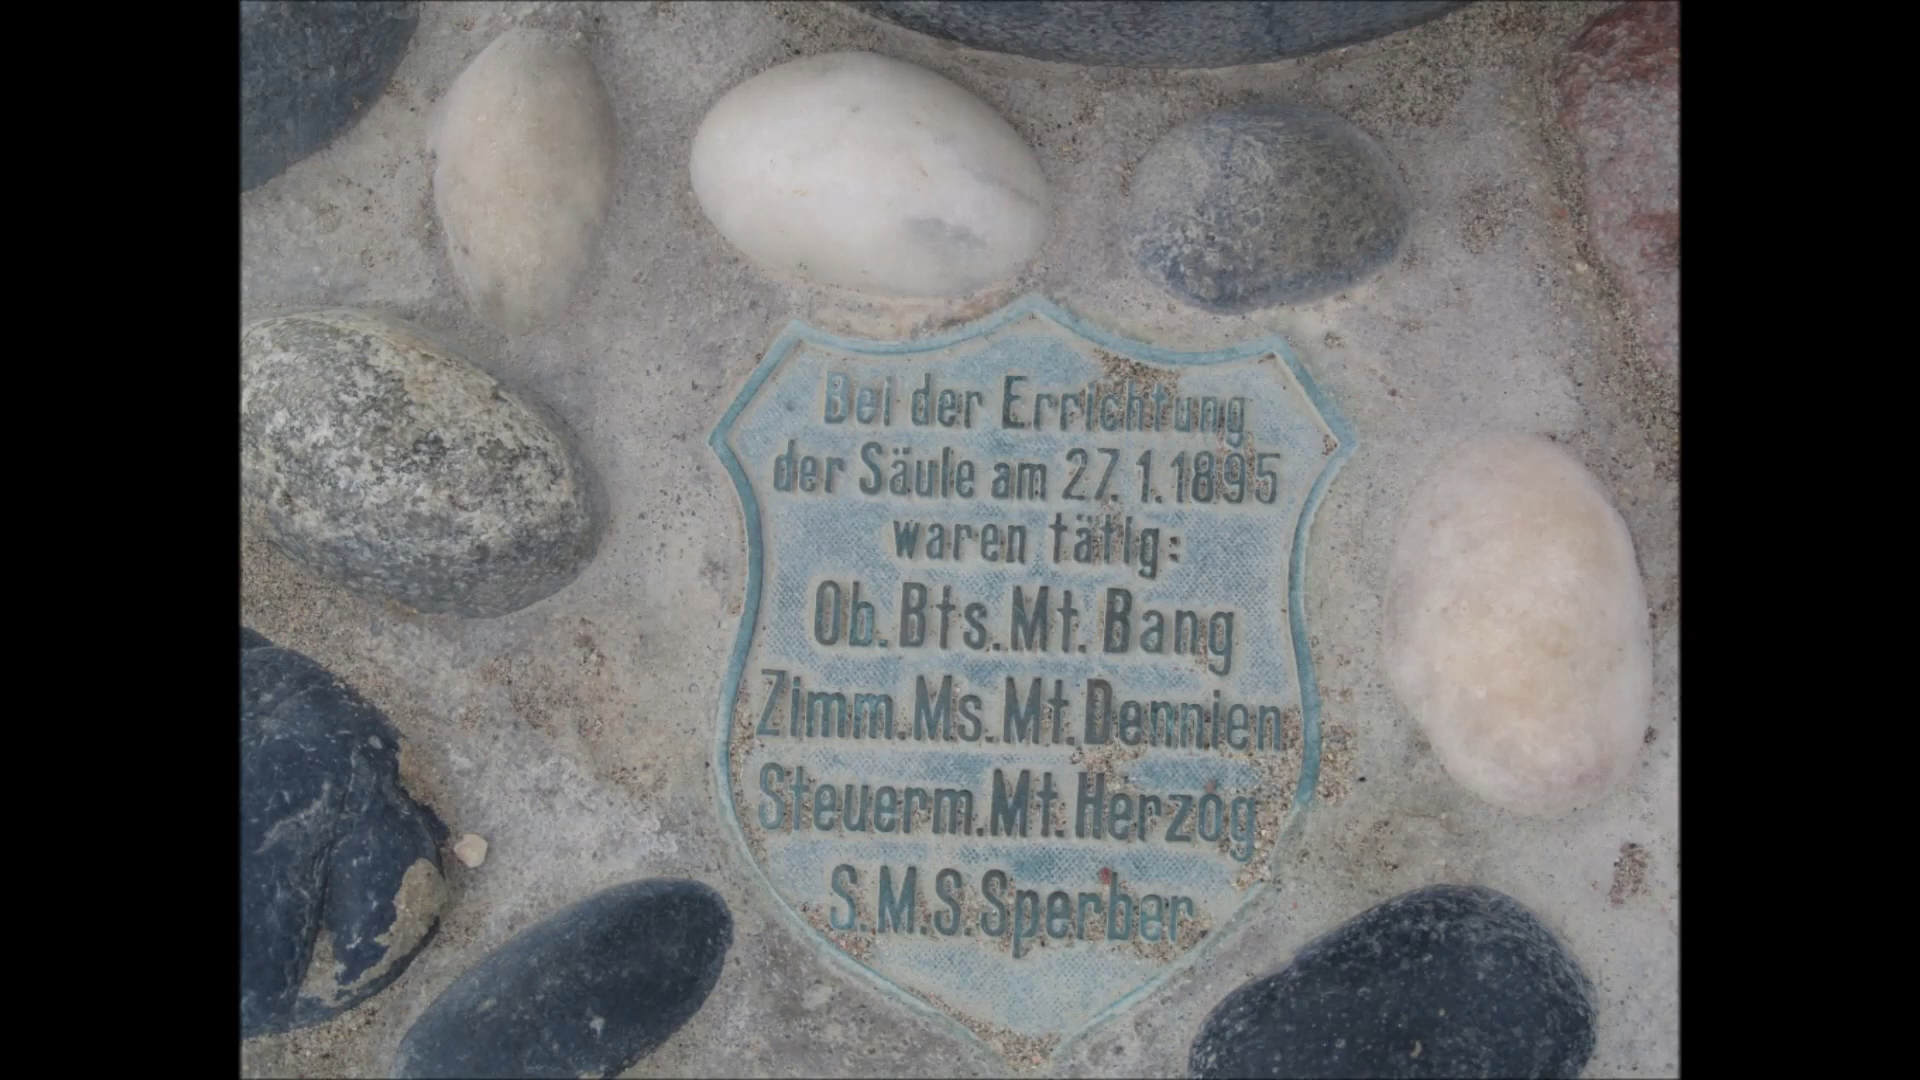 Bei der Errichtung
der Säule am 27.1.1895
waren tätig:
Ob.Bts.Mt.Bang
Zimm.Ms.Mt.Dennien
Steuerm.Mt.Herzog
S.M.S.Sperber